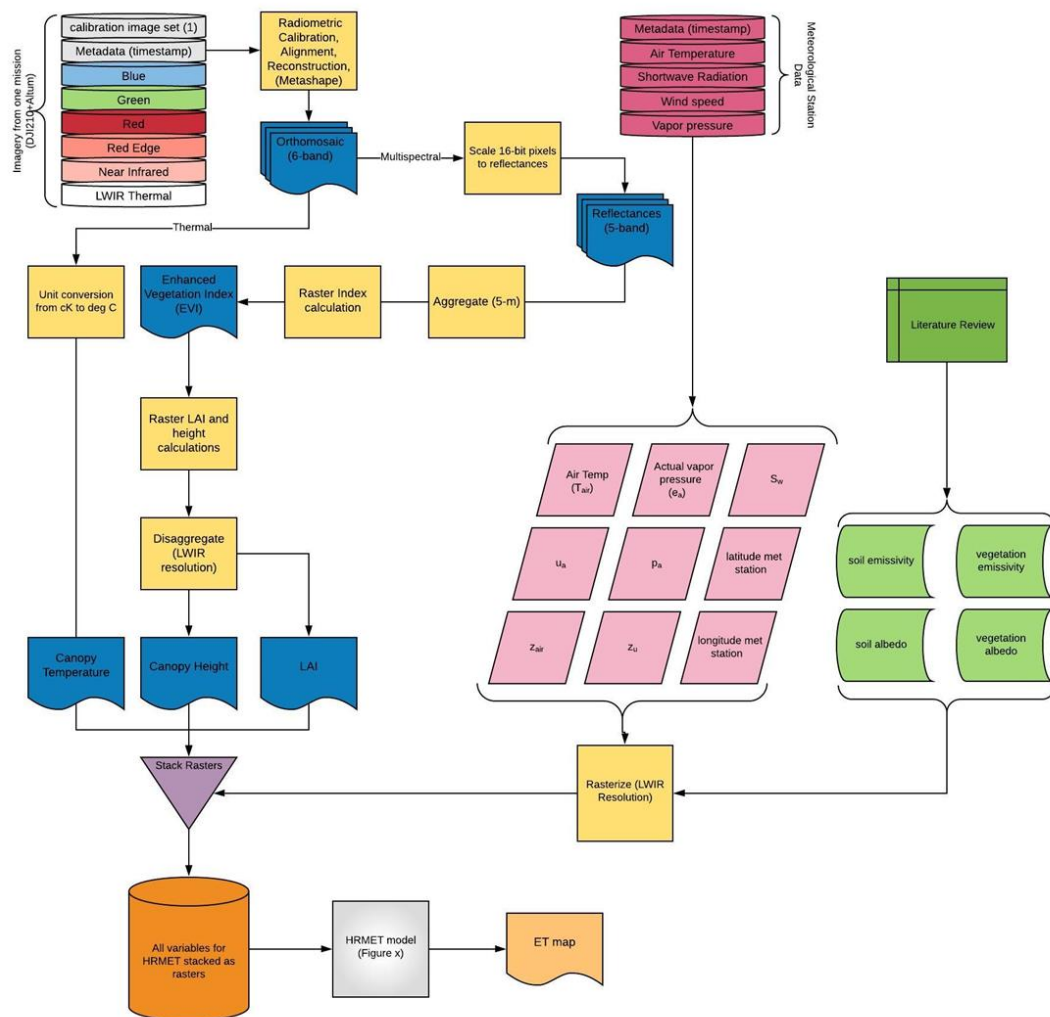 Imagery from one mission
(DJI210+Altum)
calibration image set (1)
Metadata (timestamp)
Blue
Green
Red
Red Edge
Near Infrared
LWIR Thermal
Radiometric
Calibration,
Alignment,
Reconstruction,
(Metashape)
Metadata (timestamp)
Air Temperature
Shortwave Radiation
Wind speed
Vapor pressure
Meteorological Station
Data
Orthomosaic
(6-band)
Multispectral
Scale 16-bit pixels
to reflectances
Reflectances
(5-band)
Thermal
Unit conversion
from cK to deg C
Enhanced
Vegetation Index
(EVI)
Raster Index
calculation
Aggregate (5-m)
Literature Review
Raster LAI and
height
calculations
Disaggregate
(LWIR
resolution)
Air Temp
(Tair)
Actual vapor
pressure
(ea)
Sw
ua
pa
latitude met
station
zair
zu
longitude met
station
soil emissivity
vegetation
emissivity
soil albedo
vegetation
albedo
Canopy
Temperature
Canopy Height
LAI
Stack Rasters
Rasterize (LWIR
Resolution)
All variables for
HRMET stacked as
rasters
HRMET model
(Figure x)
ET map